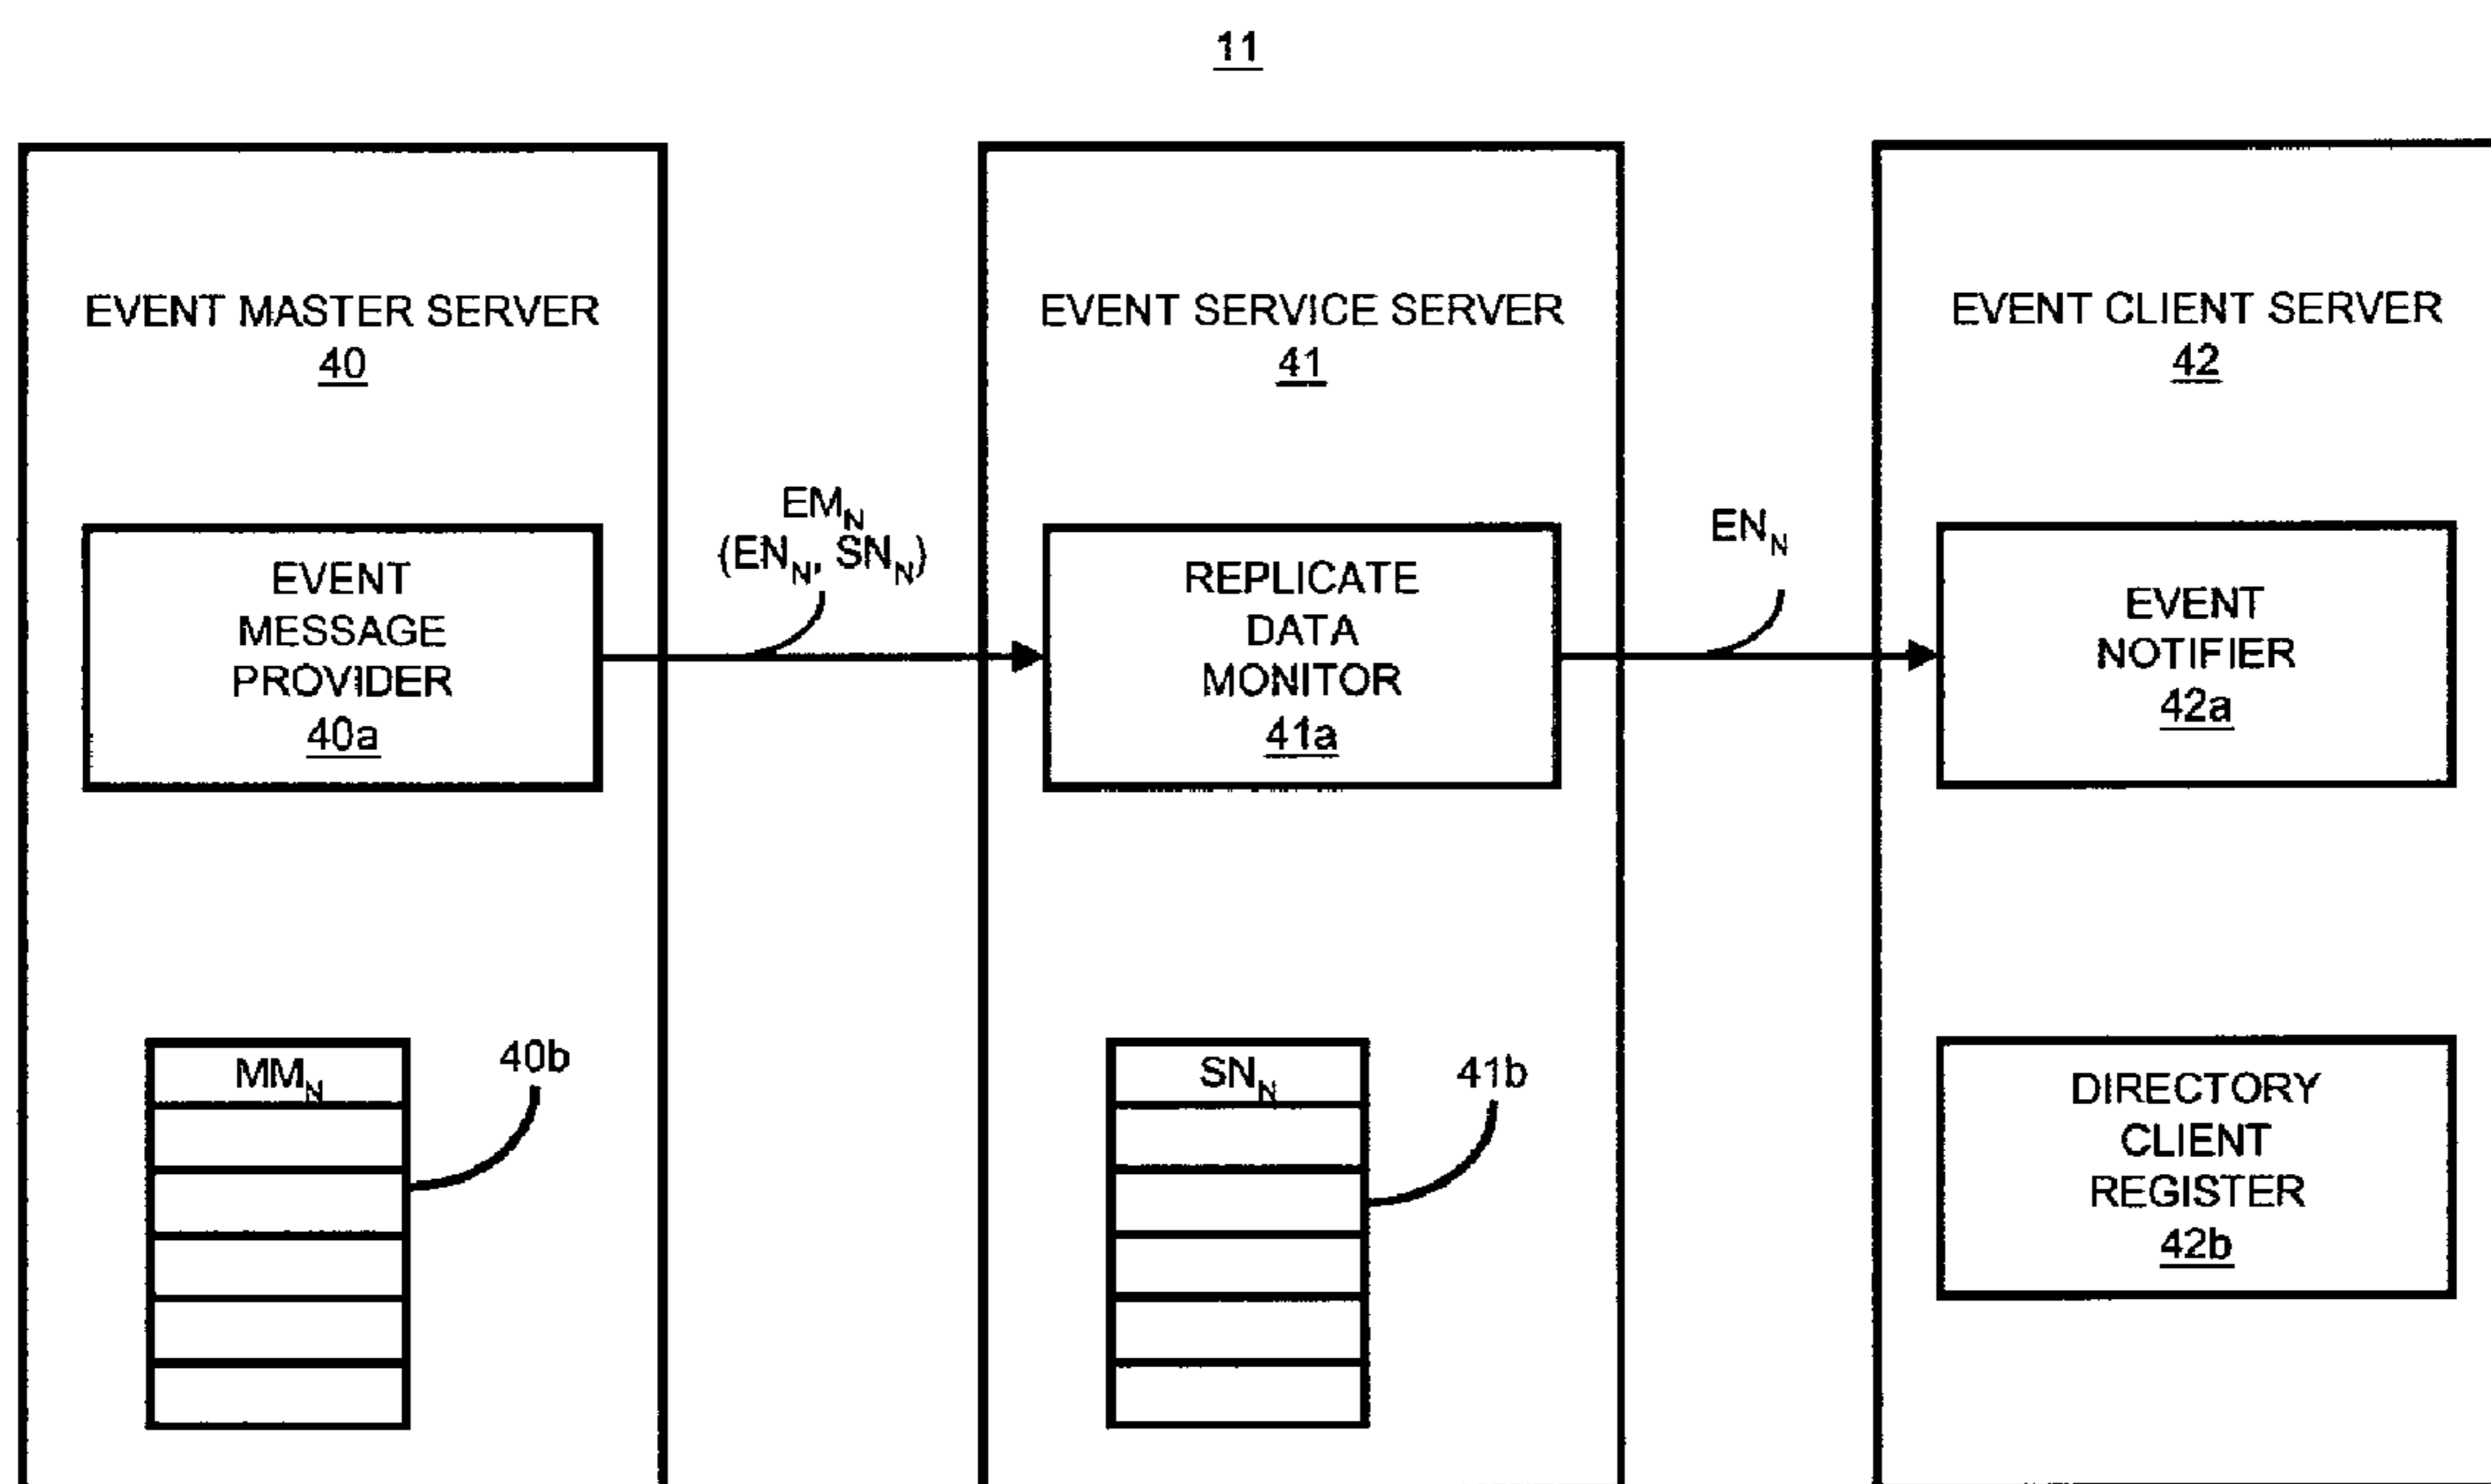 11
EVENT MASTER SERVER
40
EVENT MESSAGE PROVIDER
40a
EM_N
(EN_N, SN_N)
MM_N
40b
EVENT SERVICE SERVER
41
REPLICATE
DATA
MONITOR
41a
EN_N
SN_N
41b
EVENT CLIENT SERVER
42
EVENT
NOTIFIER
42a
DIRECTORY
CLIENT
REGISTER
42b